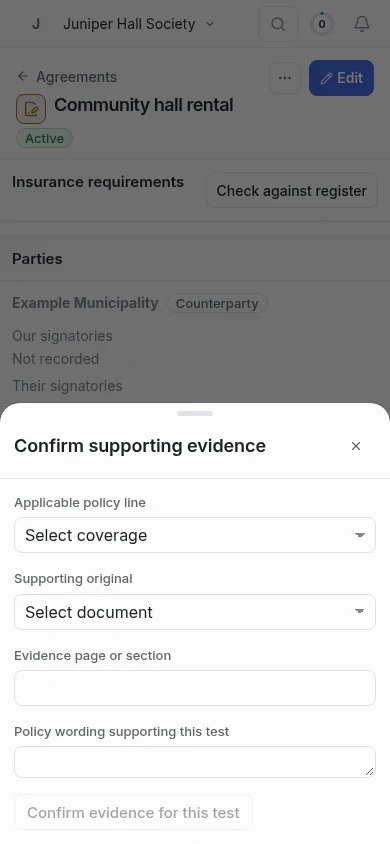 J Juniper Hall Society 0
Agreements
Edit
Community hall rental
Active
Insurance requirements
Check against register
Parties
Example Municipality Counterparty
Our signatories
Not recorded
Their signatories
Confirm supporting evidence
Applicable policy line
Select coverage
Supporting original
Select document
Evidence page or section
Policy wording supporting this test
Confirm evidence for this test